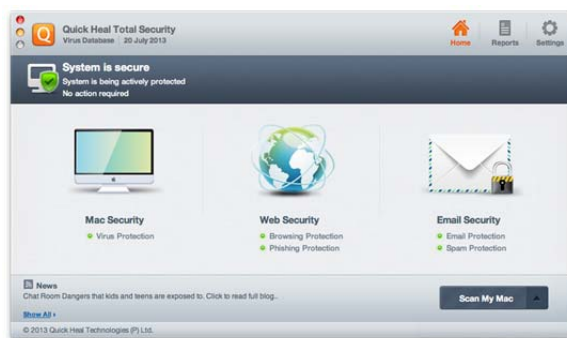 Quick Heal Total Security
Virus Database 20 July 2013
Home
Reports
Settings
System is secure
System is being actively protected
No action required
Mac Security
Virus Protection
Web Security
Browsing Protection
Phishing Protection
Email Security
Email Protection
Spam Protection
News
Chat Room Dangers that kids and teens are exposed to. Click to read full blog..
Show All
Scan My Mac
© 2013 Quick Heal Technologies (P) Ltd.